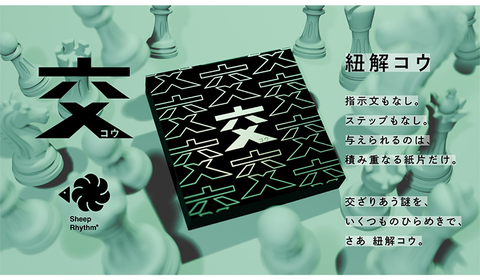 交
コウ
Sheep
Rhythm®
交
紐解コウ
指示文もなし。
ステップもなし。
与えられるのは、
積み重なる紙片だけ。
交ざりあう謎を、
いくつものひらめきで、
さあ 紐解コウ。